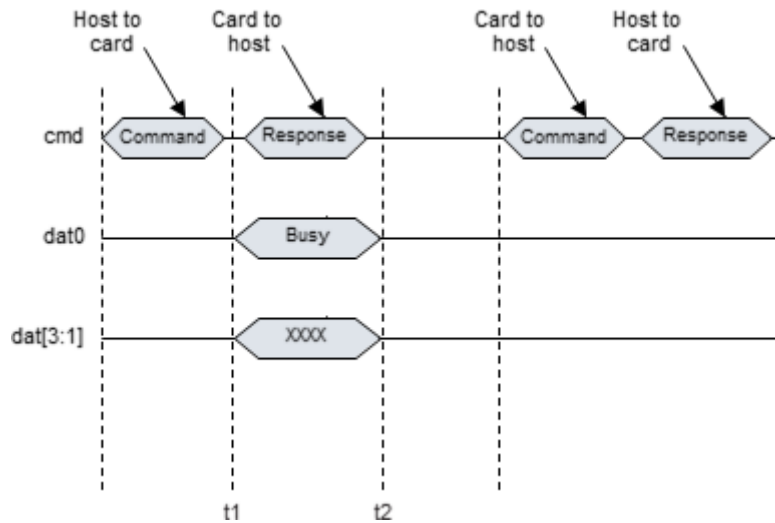 Host to
card
Card to
host
Card to
host
Host to
card
cmd
Command
Response
Command
Response
dat0
Busy
dat[3:1]
XXXX
t1
t2